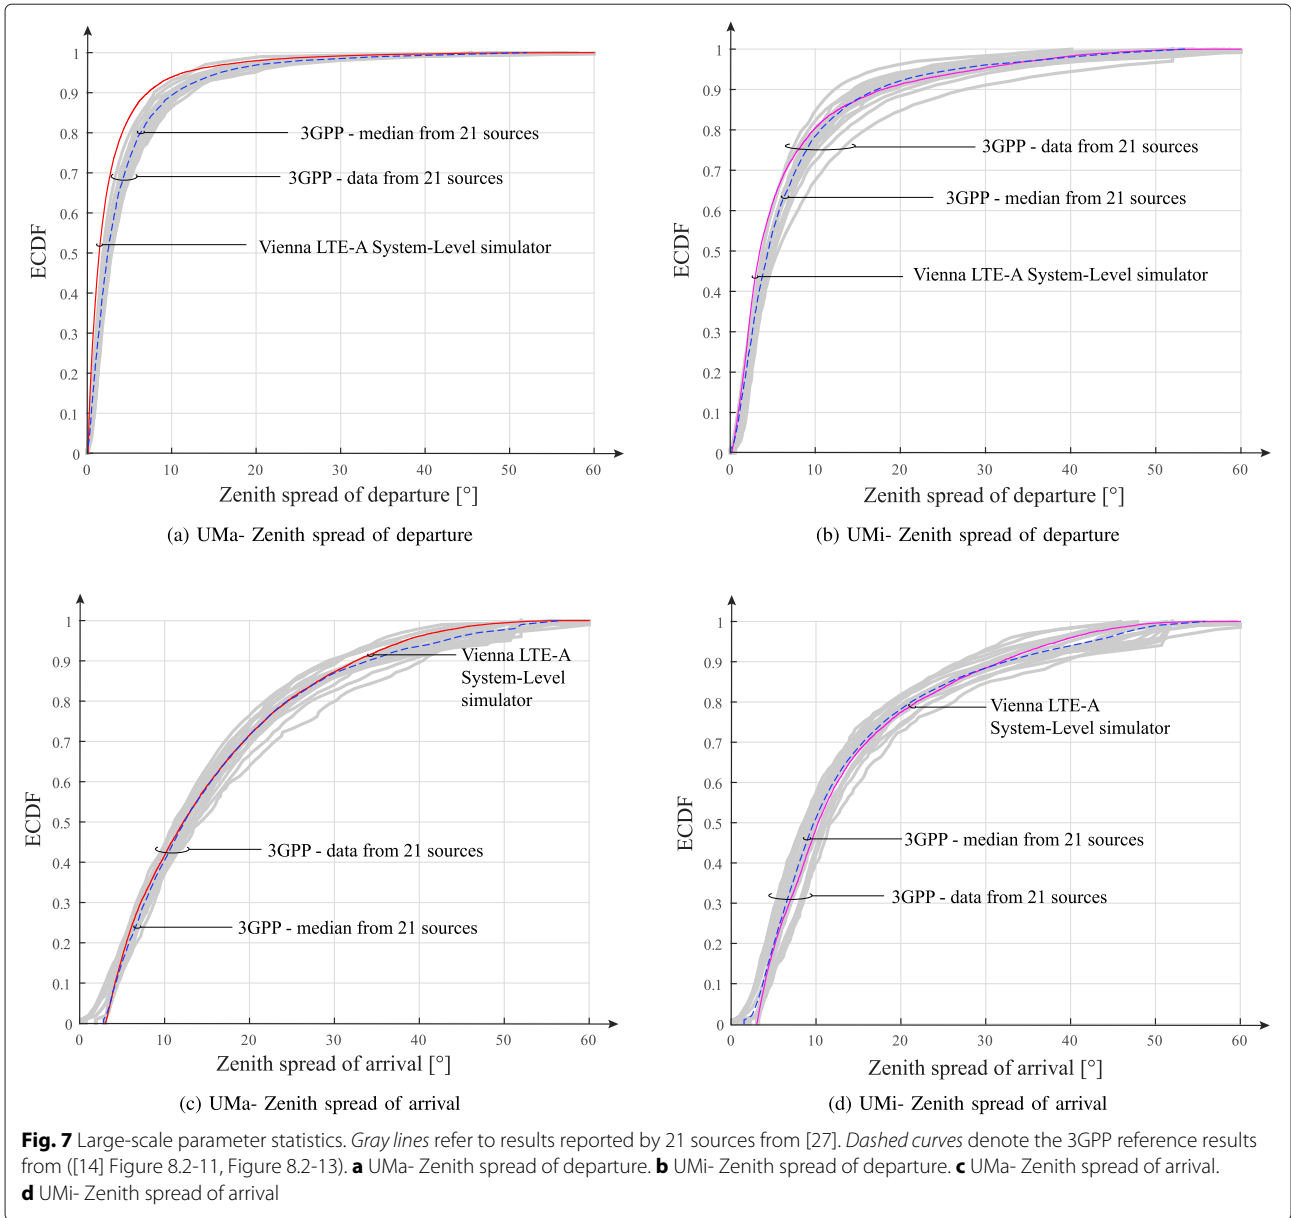 1
0.9
0.8
0.7
0.6
0.5
0.4
0.3
0.2
0.1
0
ECDF
3GPP - median from 21 sources
3GPP - data from 21 sources
Vienna LTE-A System-Level simulator
0 10 20 30 40 50 60
Zenith spread of departure [°]
(a) UMa- Zenith spread of departure
1
0.9
0.8
0.7
0.6
0.5
0.4
0.3
0.2
0.1
0
ECDF
3GPP - data from 21 sources
3GPP - median from 21 sources
Vienna LTE-A System-Level simulator
0 10 20 30 40 50 60
Zenith spread of departure [°]
(b) UMi- Zenith spread of departure
1
0.9
0.8
0.7
0.6
0.5
0.4
0.3
0.2
0.1
0
ECDF
Vienna LTE-A
System-Level
simulator
3GPP - data from 21 sources
3GPP - median from 21 sources
0 10 20 30 40 50 60
Zenith spread of arrival [°]
(c) UMa- Zenith spread of arrival
1
0.9
0.8
0.7
0.6
0.5
0.4
0.3
0.2
0.1
0
ECDF
Vienna LTE-A
System-Level simulator
3GPP - median from 21 sources
3GPP - data from 21 sources
0 10 20 30 40 50 60
Zenith spread of arrival [°]
(d) UMi- Zenith spread of arrival
Fig. 7 Large-scale parameter statistics. Gray lines refer to results reported by 21 sources from [27]. Dashed curves denote the 3GPP reference results
from ([14] Figure 8.2-11, Figure 8.2-13). a UMa- Zenith spread of departure. b UMi- Zenith spread of departure. c UMa- Zenith spread of arrival.
d UMi- Zenith spread of arrival